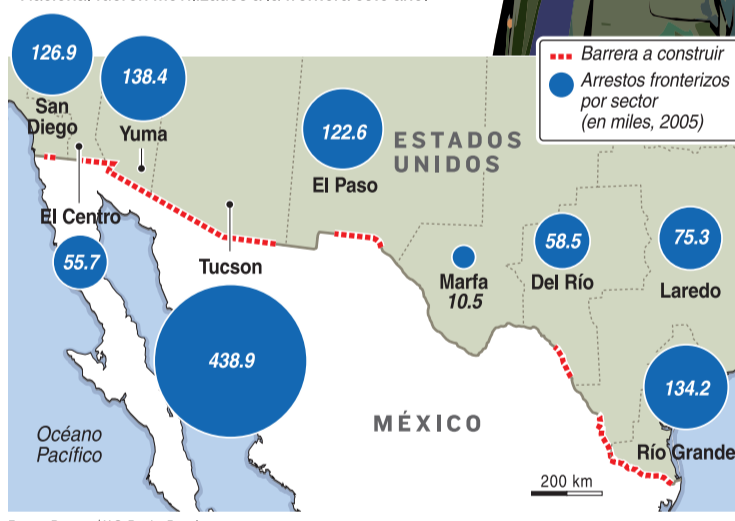 126.9
San
Diego
138.4
Yuma
122.6
El Paso
ESTADOS
UNIDOS
Barrera a construir
Arrestos fronterizos
por sector
(en miles, 2005)
El Centro
55.7
Tucson
438.9
Marfa
10.5
58.5
Del Río
75.3
Laredo
134.2
Río Grande
MÉXICO
Océano
Pacífico
200 km